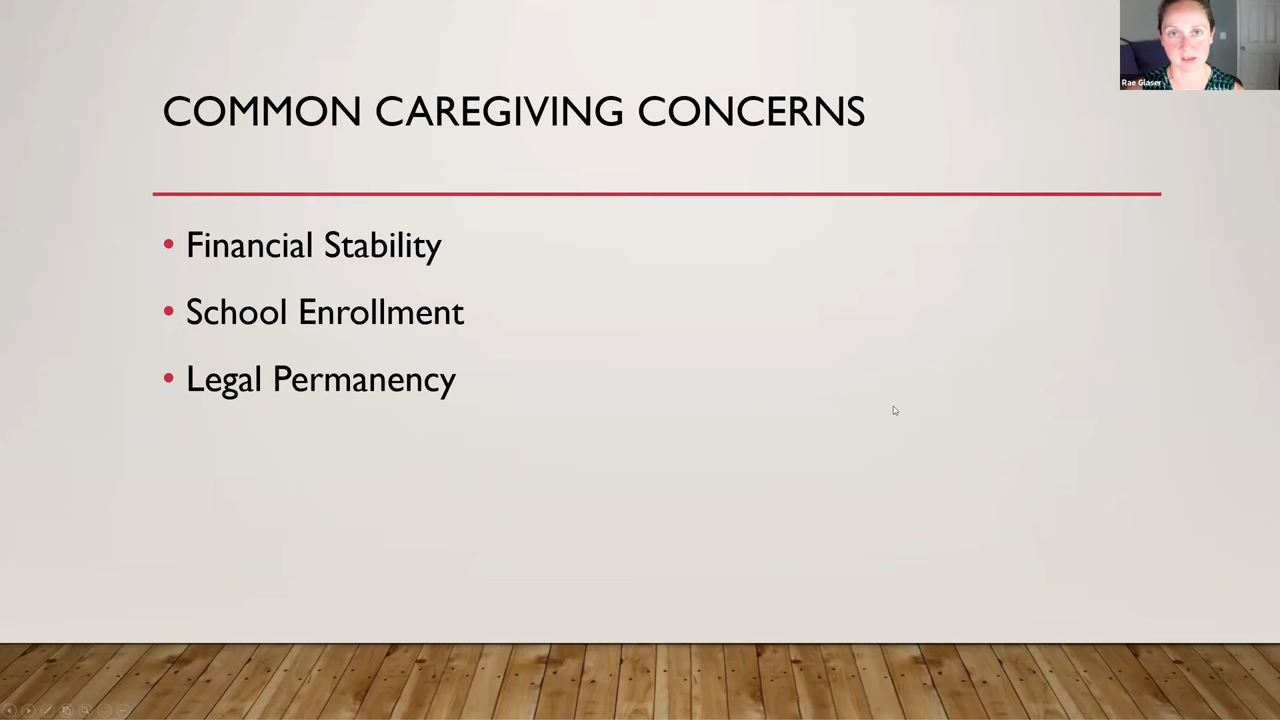 Rae Glaser
COMMON CAREGIVING CONCERNS
• Financial Stability
• School Enrollment
• Legal Permanency